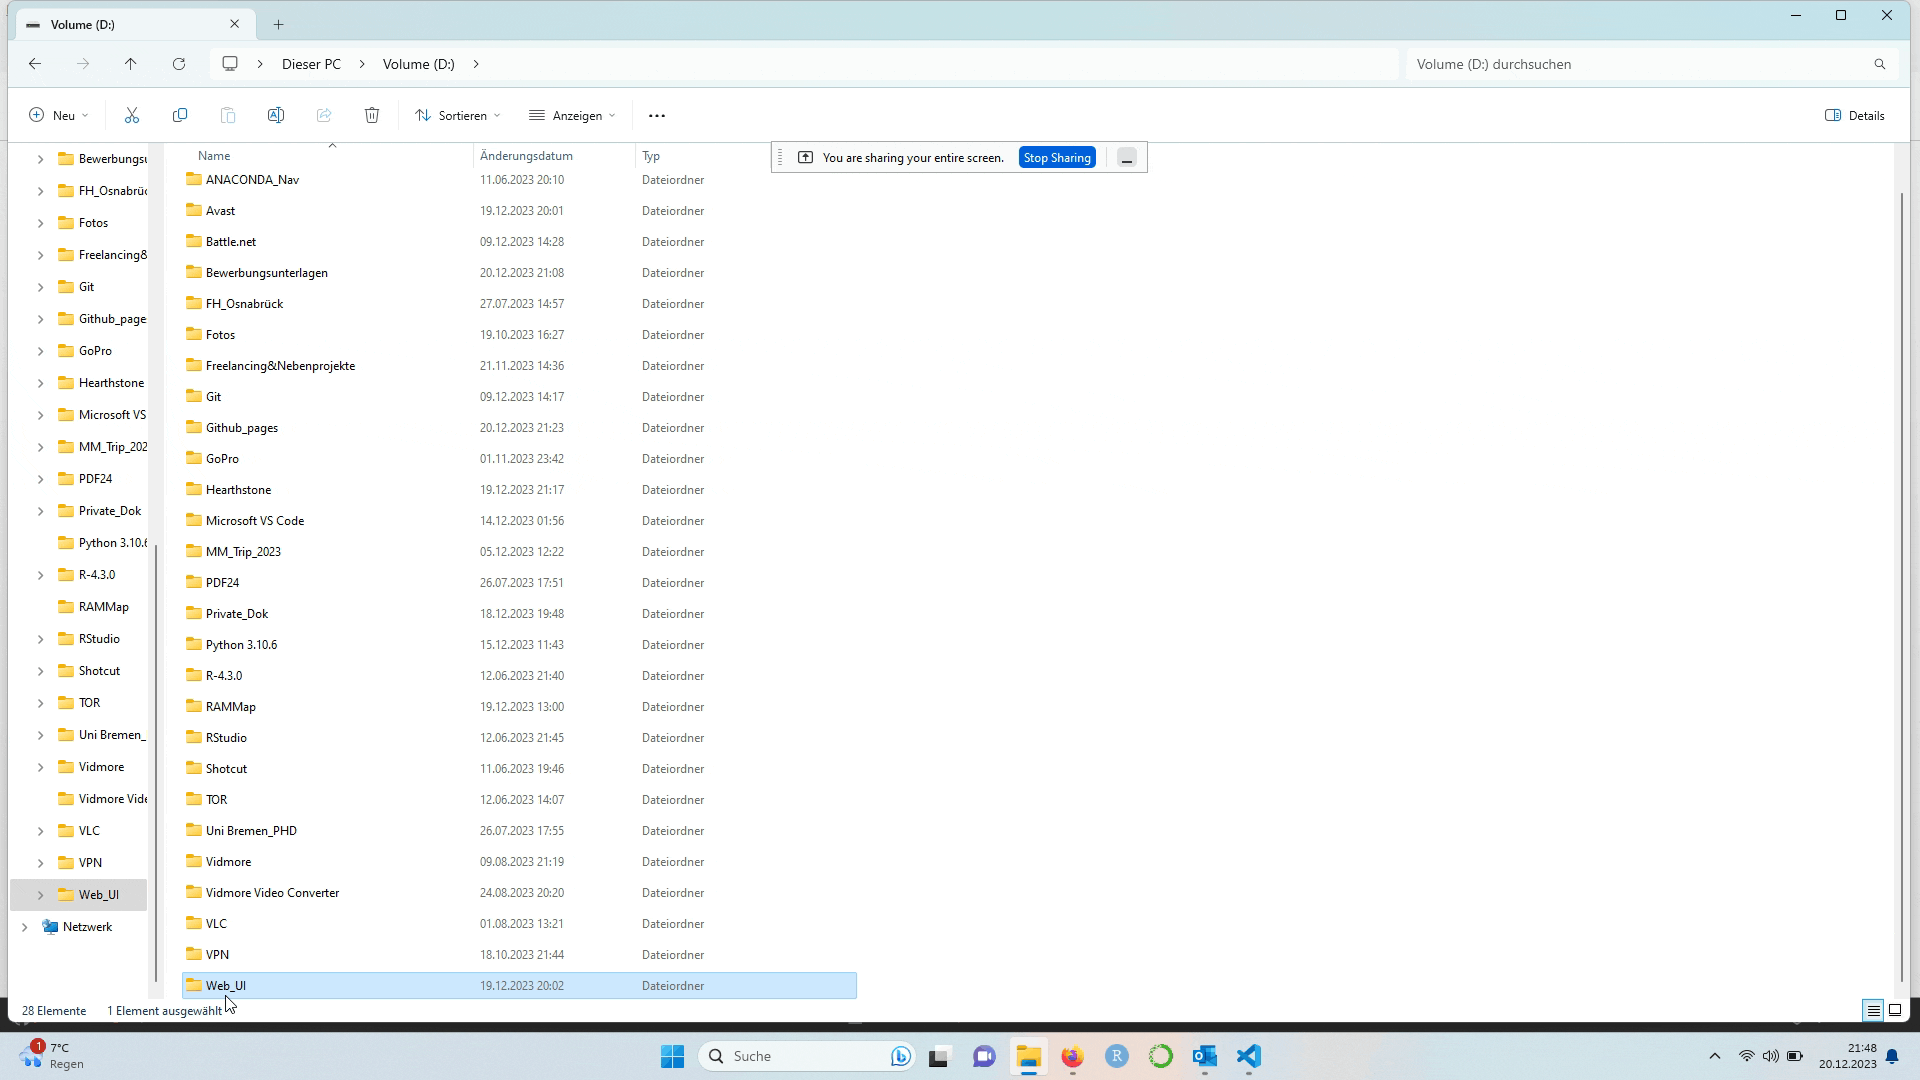 Volume (D:)
Dieser PC
Volume (D:)
Volume (D:) durchsuchen
Neu
Sortieren
Anzeigen
Details
Name
Änderungsdatum
Typ
You are sharing your entire screen.
Stop Sharing
Bewerbungsu
FH_Osnabrüc
Fotos
Freelancing&
Git
Github_page
GoPro
Hearthstone
Microsoft VS
MM_Trip_202
PDF24
Private_Dok
Python 3.10.6
R-4.3.0
RAMMap
RStudio
Shotcut
TOR
Uni Bremen_
Vidmore
Vidmore Vide
VLC
VPN
Web_UI
Netzwerk
ANACONDA_Nav 11.06.2023 20:10 Dateiordner
Avast 19.12.2023 20:01 Dateiordner
Battle.net 09.12.2023 14:28 Dateiordner
Bewerbungsunterlagen 20.12.2023 21:08 Dateiordner
FH_Osnabrück 27.07.2023 14:57 Dateiordner
Fotos 19.10.2023 16:27 Dateiordner
Freelancing&Nebenprojekte 21.11.2023 14:36 Dateiordner
Git 09.12.2023 14:17 Dateiordner
Github_pages 20.12.2023 21:23 Dateiordner
GoPro 01.11.2023 23:42 Dateiordner
Hearthstone 19.12.2023 21:17 Dateiordner
Microsoft VS Code 14.12.2023 01:56 Dateiordner
MM_Trip_2023 05.12.2023 12:22 Dateiordner
PDF24 26.07.2023 17:51 Dateiordner
Private_Dok 18.12.2023 19:48 Dateiordner
Python 3.10.6 15.12.2023 11:43 Dateiordner
R-4.3.0 12.06.2023 21:40 Dateiordner
RAMMap 19.12.2023 13:00 Dateiordner
RStudio 12.06.2023 21:45 Dateiordner
Shotcut 11.06.2023 19:46 Dateiordner
TOR 12.06.2023 14:07 Dateiordner
Uni Bremen_PHD 26.07.2023 17:55 Dateiordner
Vidmore 09.08.2023 21:19 Dateiordner
Vidmore Video Converter 24.08.2023 20:20 Dateiordner
VLC 01.08.2023 13:21 Dateiordner
VPN 18.10.2023 21:44 Dateiordner
Web_UI 19.12.2023 20:02 Dateiordner
28 Elemente
1 Element ausgewählt
1
7°C
Regen
Suche
R
21:48
20.12.2023